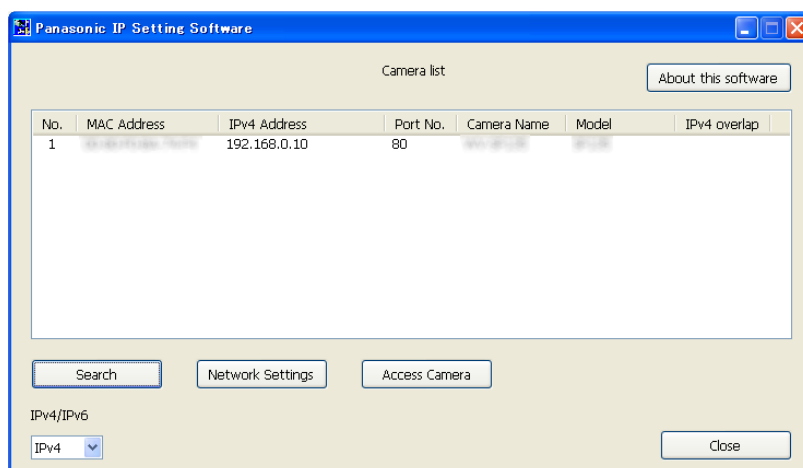 Panasonic IP Setting Software
Camera list
About this software
No. MAC Address IPv4 Address Port No. Camera Name Model IPv4 overlap
1 192.168.0.10 80
Search Network Settings Access Camera
IPv4/IPv6
IPv4
Close